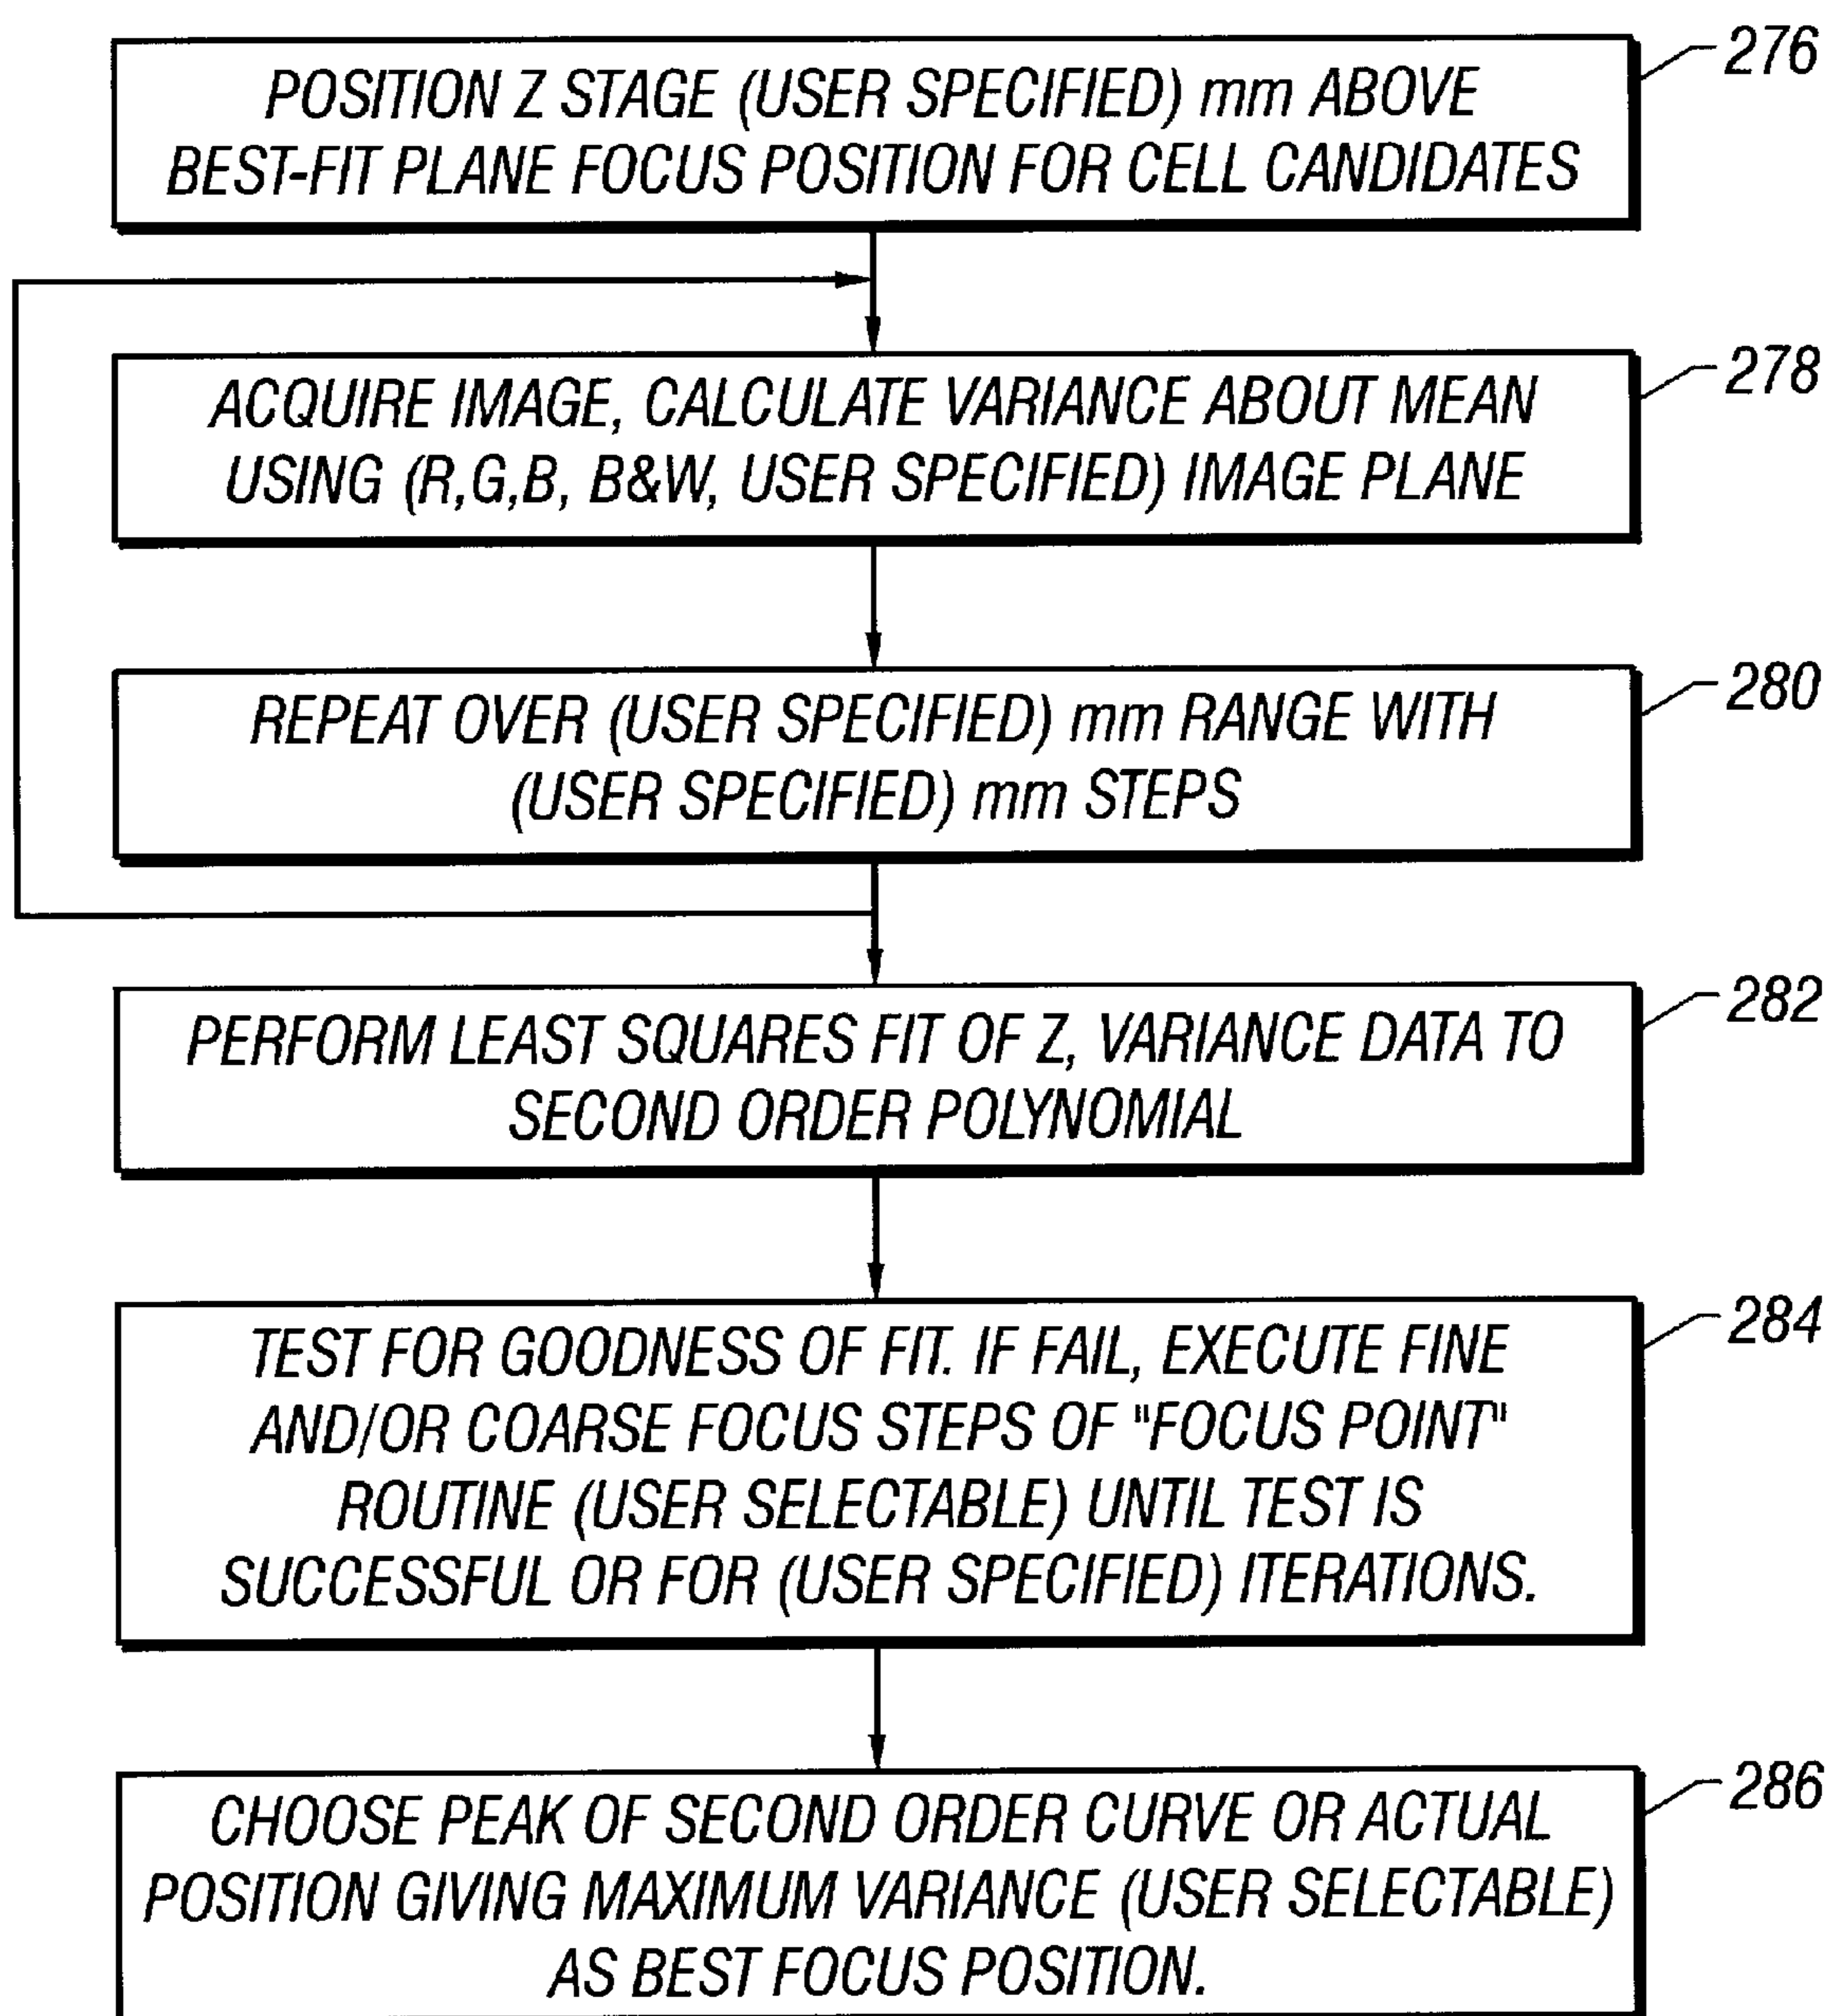 276
POSITION Z STAGE (USER SPECIFIED) mm ABOVE
BEST-FIT PLANE FOCUS POSITION FOR CELL CANDIDATES
278
ACQUIRE IMAGE, CALCULATE VARIANCE ABOUT MEAN
USING (R,G,B, B&W, USER SPECIFIED) IMAGE PLANE
280
REPEAT OVER (USER SPECIFIED) mm RANGE WITH
(USER SPECIFIED) mm STEPS
282
PERFORM LEAST SQUARES FIT OF Z, VARIANCE DATA TO
SECOND ORDER POLYNOMIAL
284
TEST FOR GOODNESS OF FIT. IF FAIL, EXECUTE FINE
AND/OR COARSE FOCUS STEPS OF "FOCUS POINT"
ROUTINE (USER SELECTABLE) UNTIL TEST IS
SUCCESSFUL OR FOR (USER SPECIFIED) ITERATIONS.
286
CHOOSE PEAK OF SECOND ORDER CURVE OR ACTUAL
POSITION GIVING MAXIMUM VARIANCE (USER SELECTABLE)
AS BEST FOCUS POSITION.